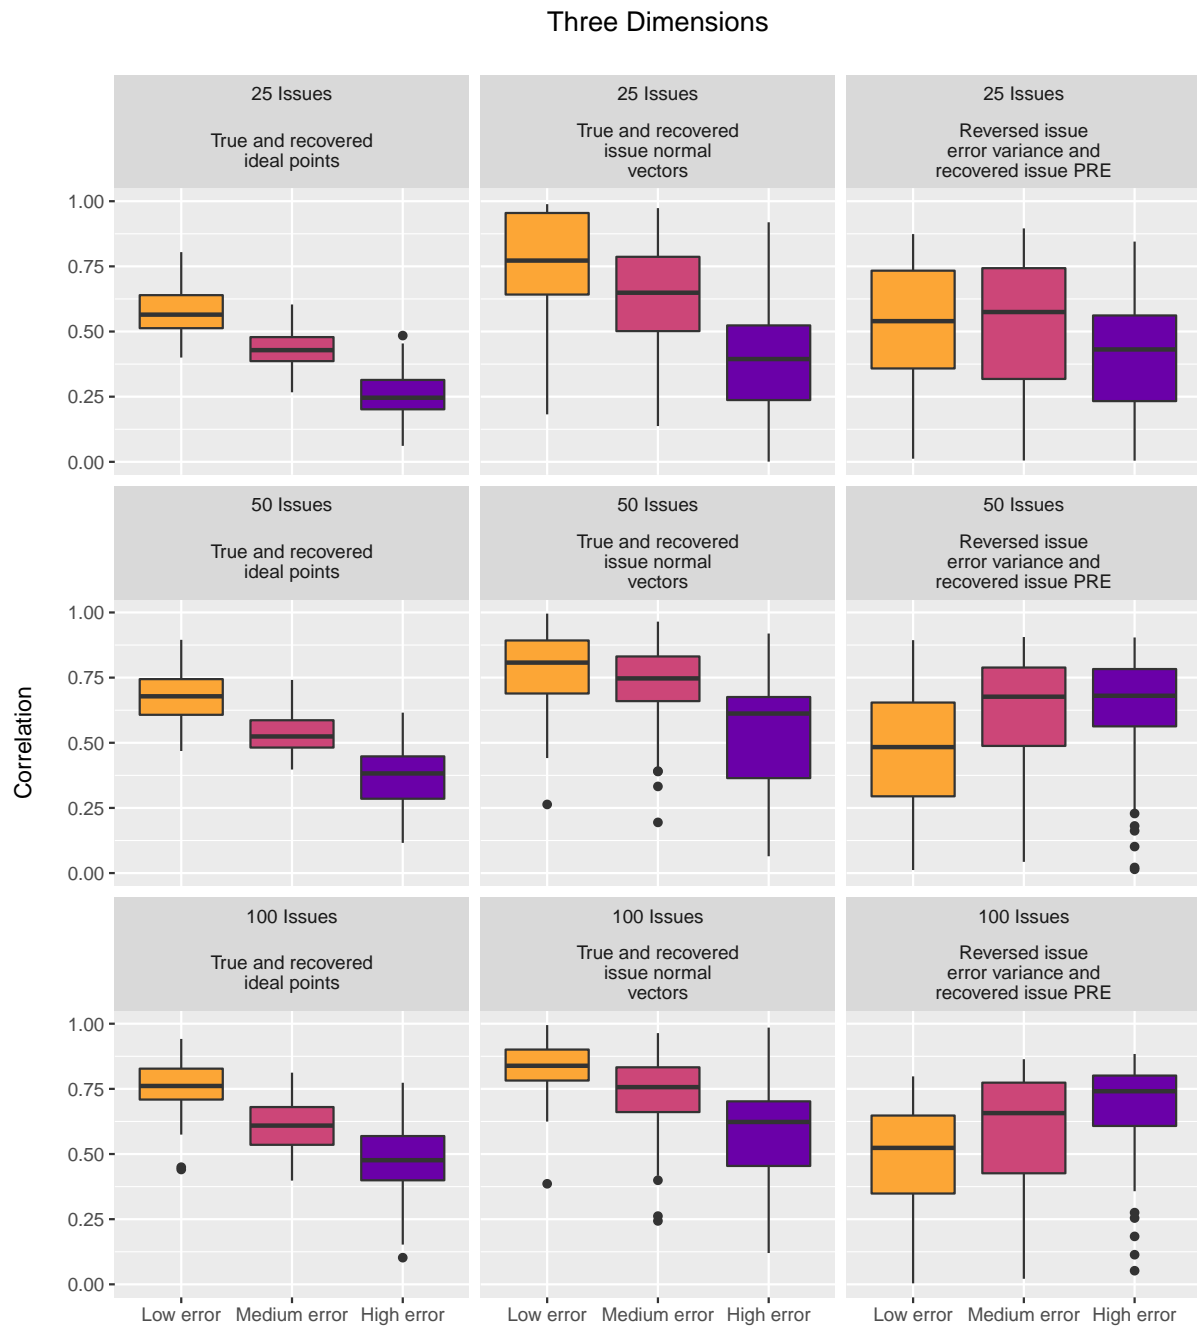 Three Dimensions
25 Issues
True and recovered
ideal points
25 Issues
True and recovered
issue normal
vectors
25 Issues
Reversed issue
error variance and
recovered issue PRE
1.00
0.75
0.50
0.25
0.00
50 Issues
True and recovered
ideal points
50 Issues
True and recovered
issue normal
vectors
50 Issues
Reversed issue
error variance and
recovered issue PRE
1.00
0.75
0.50
0.25
0.00
Correlation
100 Issues
True and recovered
ideal points
100 Issues
True and recovered
issue normal
vectors
100 Issues
Reversed issue
error variance and
recovered issue PRE
1.00
0.75
0.50
0.25
0.00
Low error Medium error High error
Low error Medium error High error
Low error Medium error High error